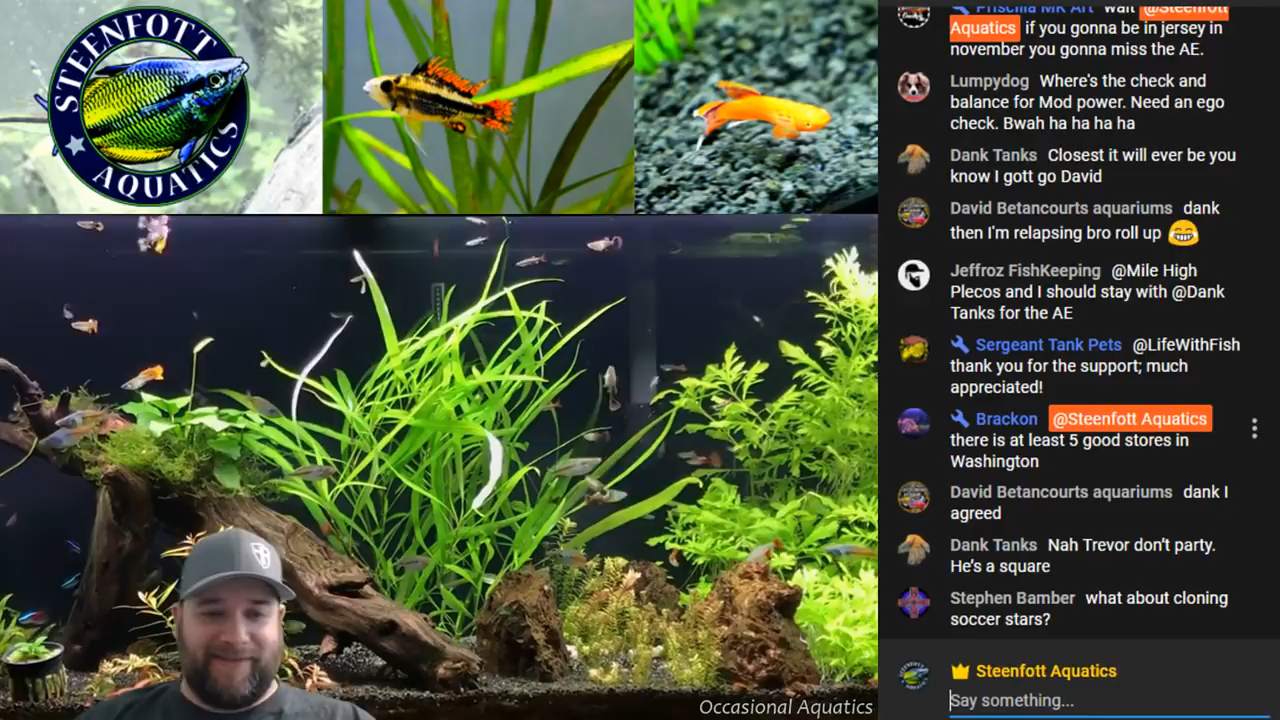 STEENFOTT
AQUATICS
Occasional Aquatics
Priscilla MK Art wait @Steenfott
Aquatics if you gonna be in jersey in
november you gonna miss the AE.
Lumpydog Where's the check and
balance for Mod power. Need an ego
check. Bwah ha ha ha ha
Dank Tanks Closest it will ever be you
know I gott go David
David Betancourts aquariums dank
then I'm relapsing bro roll up 😂
Jeffroz FishKeeping @Mile High
Plecos and I should stay with @Dank
Tanks for the AE
Sergeant Tank Pets @LifeWithFish
thank you for the support; much
appreciated!
Brackon @Steenfott Aquatics
there is at least 5 good stores in
Washington
David Betancourts aquariums dank I
agreed
Dank Tanks Nah Trevor don't party.
He's a square
Stephen Bamber what about cloning
soccer stars?
Steenfott Aquatics
Say something...